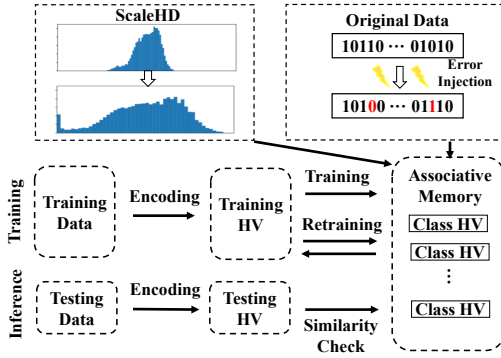 ScaleHD
Original Data
10110 ··· 01010
Error
Injection
10100 ··· 01110
Training
Training
Data
Encoding
Training
HV
Training
Retraining
Associative
Memory
Class HV
Class HV
⋮
Class HV
Inference
Testing
Data
Encoding
Testing
HV
Similarity
Check